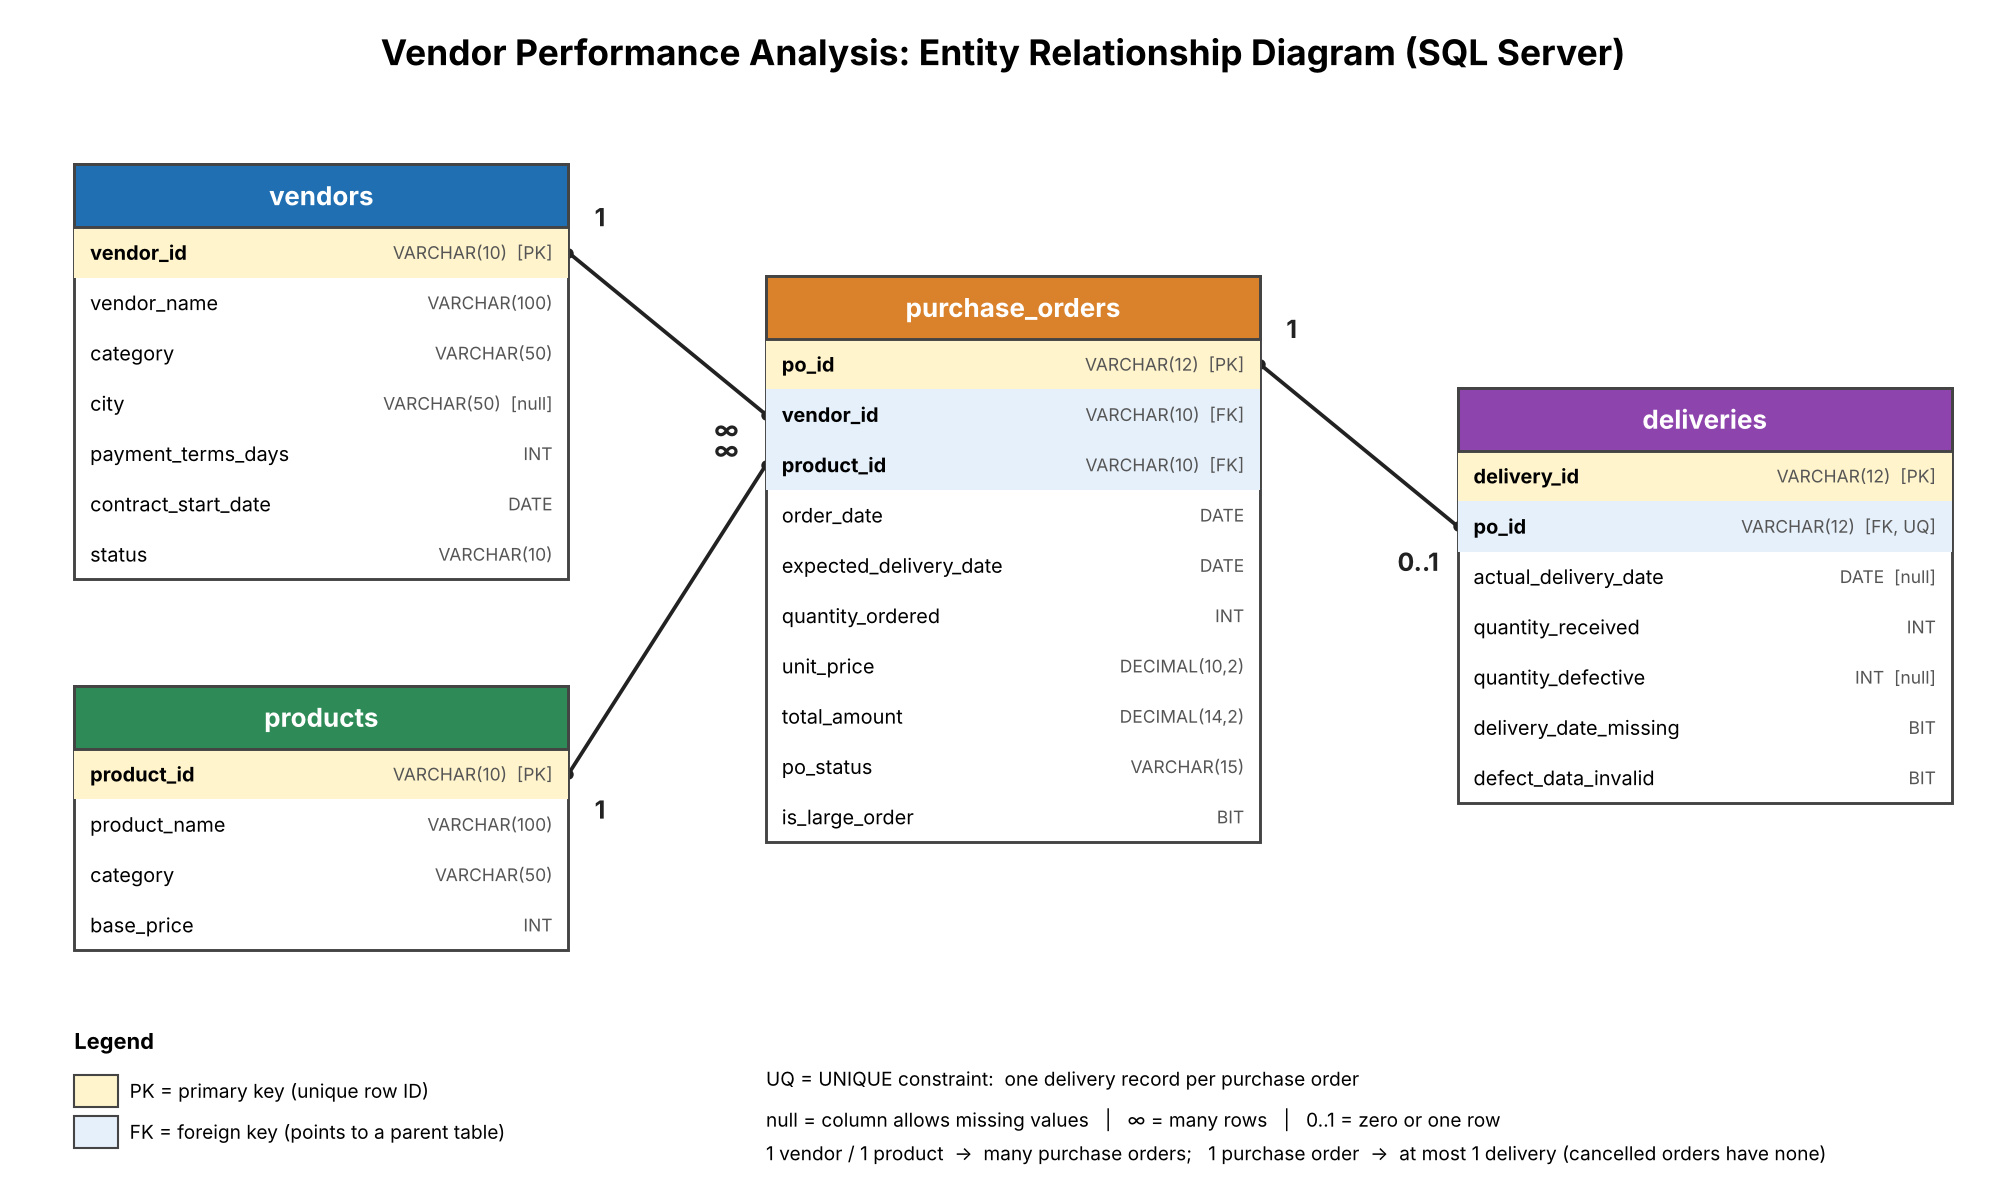 Vendor Performance Analysis: Entity Relationship Diagram (SQL Server)
vendors
vendor_id VARCHAR(10) [PK]
vendor_name VARCHAR(100)
category VARCHAR(50)
city VARCHAR(50) [null]
payment_terms_days INT
contract_start_date DATE
status VARCHAR(10)
1
∞
∞
products
product_id VARCHAR(10) [PK]
product_name VARCHAR(100)
category VARCHAR(50)
base_price INT
1
purchase_orders
po_id VARCHAR(12) [PK]
vendor_id VARCHAR(10) [FK]
product_id VARCHAR(10) [FK]
order_date DATE
expected_delivery_date DATE
quantity_ordered INT
unit_price DECIMAL(10,2)
total_amount DECIMAL(14,2)
po_status VARCHAR(15)
is_large_order BIT
1
0..1
deliveries
delivery_id VARCHAR(12) [PK]
po_id VARCHAR(12) [FK, UQ]
actual_delivery_date DATE [null]
quantity_received INT
quantity_defective INT [null]
delivery_date_missing BIT
defect_data_invalid BIT
Legend
PK = primary key (unique row ID)
FK = foreign key (points to a parent table)
UQ = UNIQUE constraint: one delivery record per purchase order
null = column allows missing values | ∞ = many rows | 0..1 = zero or one row
1 vendor / 1 product → many purchase orders; 1 purchase order → at most 1 delivery (cancelled orders have none)